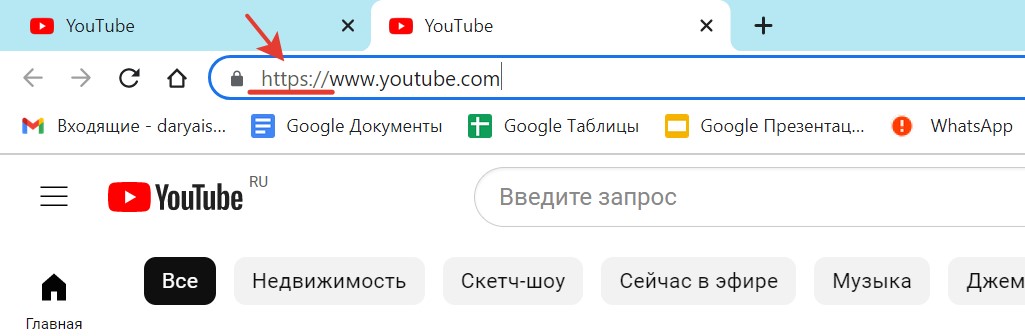 YouTube YouTube
https://www.youtube.com
Входящие - daryais... Google Документы Google Таблицы Google Презентац... WhatsApp
YouTube RU Введите запрос
Все Недвижимость Скетч-шоу Сейчас в эфире Музыка Джем
Главная